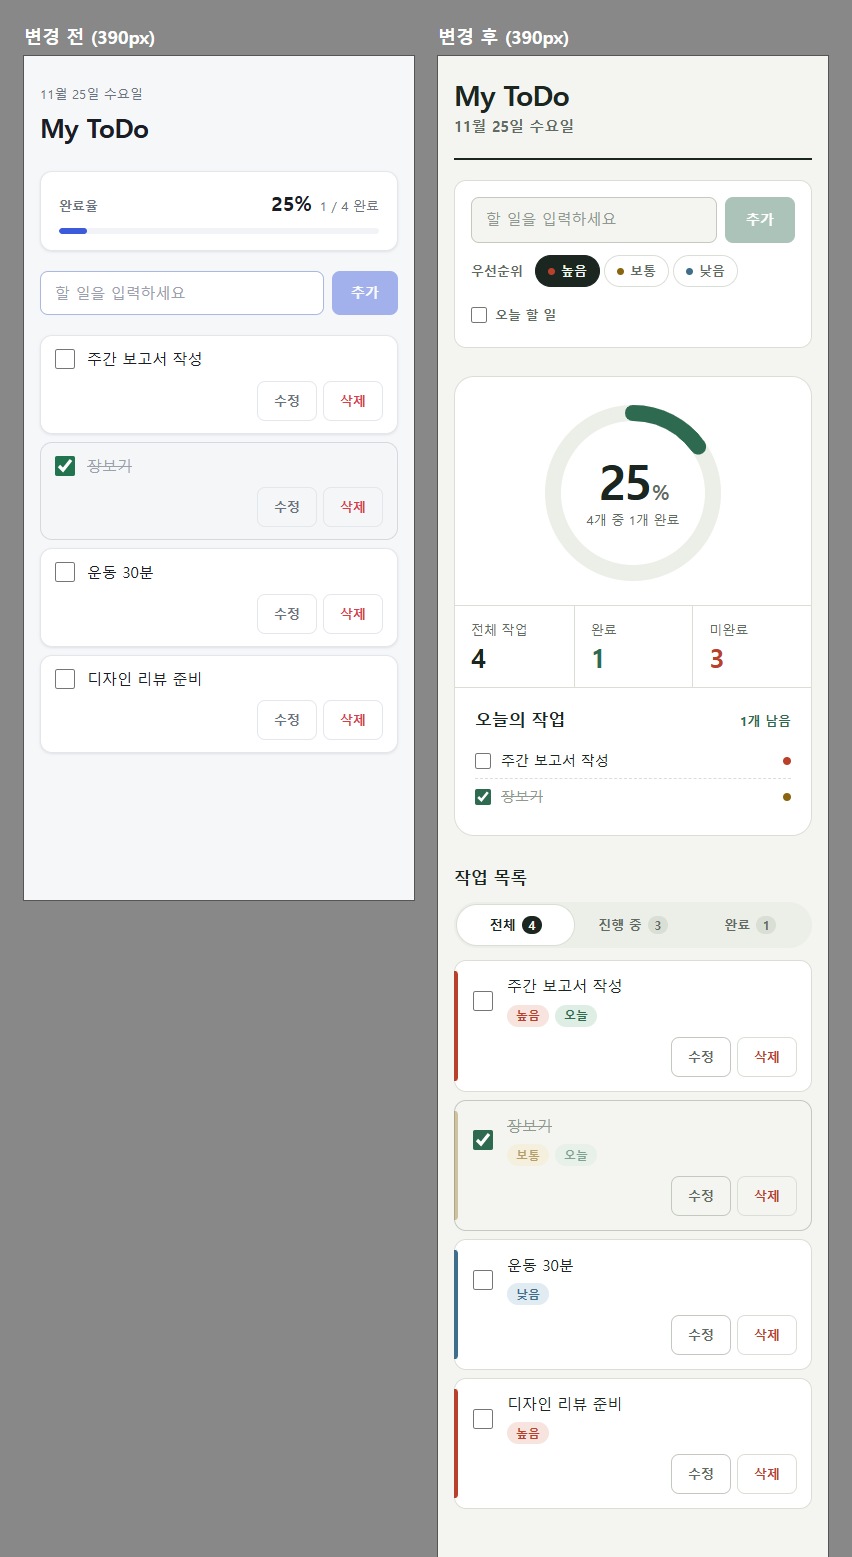 변경 전 (390px)
11월 25일 수요일
My ToDo
완료율 25% 1 / 4 완료
할 일을 입력하세요 추가
주간 보고서 작성
수정 삭제
장보기
수정 삭제
운동 30분
수정 삭제
디자인 리뷰 준비
수정 삭제
변경 후 (390px)
My ToDo
11월 25일 수요일
할 일을 입력하세요 추가
우선순위 높음 보통 낮음
오늘 할 일
25%
4개 중 1개 완료
전체 작업 완료 미완료
4 1 3
오늘의 작업 1개 남음
주간 보고서 작성
장보기
작업 목록
전체 4 진행 중 3 완료 1
주간 보고서 작성
높음 오늘
수정 삭제
장보기
보통 오늘
수정 삭제
운동 30분
낮음
수정 삭제
디자인 리뷰 준비
높음
수정 삭제